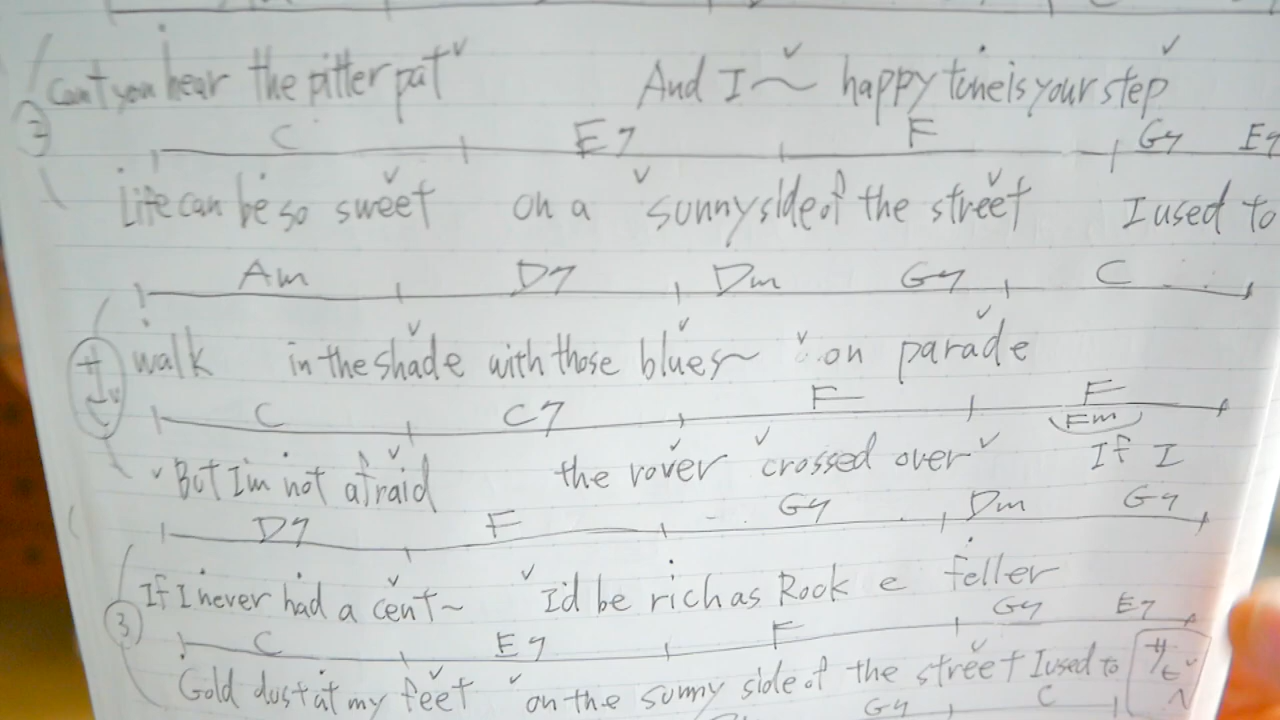 Can't you hear the pitter pat And I ~ happy tune is your step
② C E7 F G7 E7
Life can be so sweet on a sunny side of the street I used to
Am D7 Dm G7 C
walk in the shade with those blues~ on parade
サビ C C7 F F
Fm
But I'm not afraid the rover crossed over If I
D7 F G7 Dm G7
If I never had a cent~ I'd be rich as Rook e feller
③ C E7 F G7 E7
Gold dust at my feet on the sunny side of the street I used to
G7 C